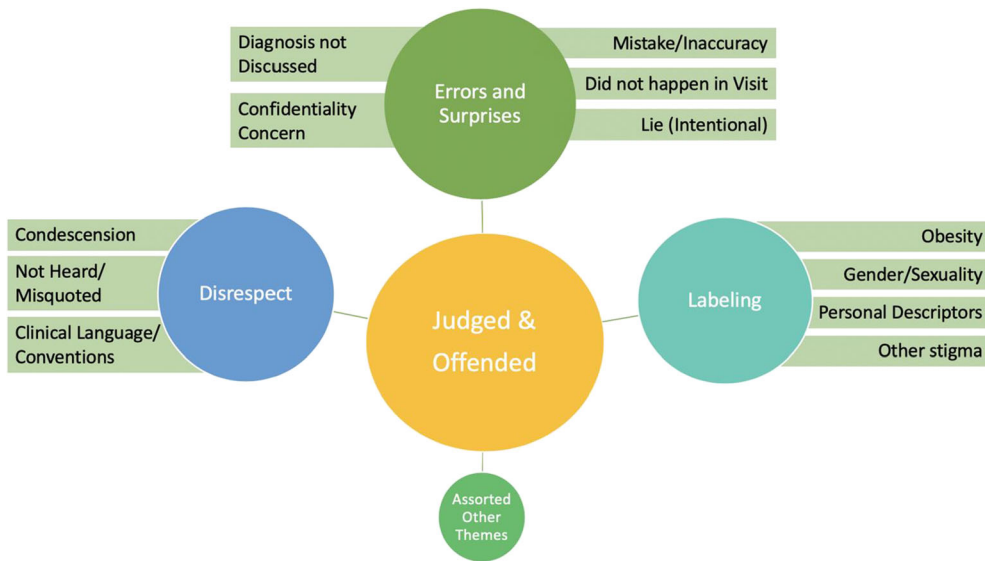 Diagnosis not
Discussed
Confidentiality
Concern
Errors and
Surprises
Mistake/Inaccuracy
Did not happen in Visit
Lie (Intentional)
Condescension
Not Heard/
Misquoted
Clinical Language/
Conventions
Disrespect
Judged &
Offended
Labeling
Obesity
Gender/Sexuality
Personal Descriptors
Other stigma
Assorted
Other
Themes